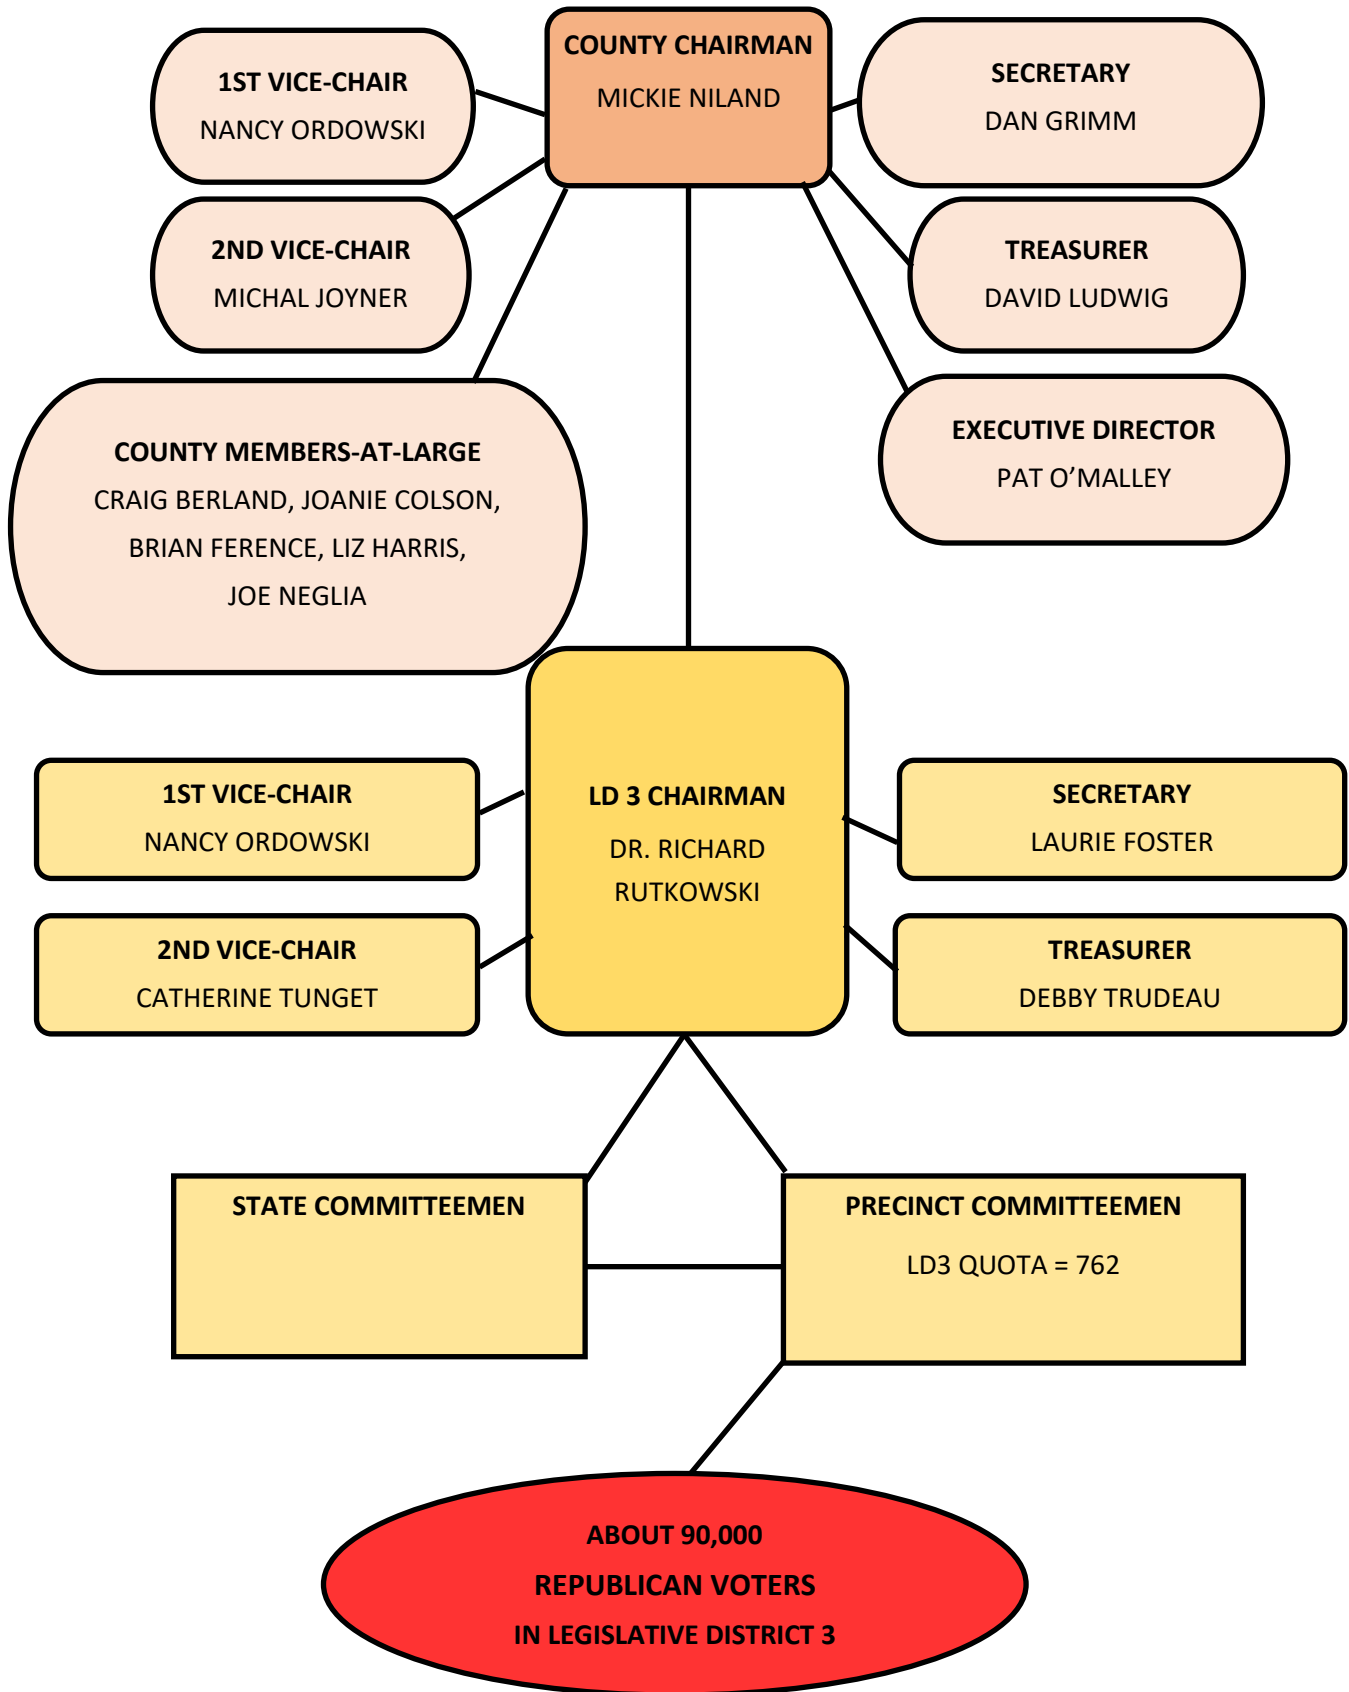 COUNTY CHAIRMAN
MICKIE NILAND
1ST VICE-CHAIR
NANCY ORDOWSKI
SECRETARY
DAN GRIMM
2ND VICE-CHAIR
MICHAL JOYNER
TREASURER
DAVID LUDWIG
COUNTY MEMBERS-AT-LARGE
CRAIG BERLAND, JOANIE COLSON,
BRIAN FERENCE, LIZ HARRIS,
JOE NEGLIA
EXECUTIVE DIRECTOR
PAT O’MALLEY
LD 3 CHAIRMAN
DR. RICHARD
RUTKOWSKI
1ST VICE-CHAIR
NANCY ORDOWSKI
SECRETARY
LAURIE FOSTER
2ND VICE-CHAIR
CATHERINE TUNGET
TREASURER
DEBBY TRUDEAU
STATE COMMITTEEMEN
PRECINCT COMMITTEEMEN
LD3 QUOTA = 762
ABOUT 90,000
REPUBLICAN VOTERS
IN LEGISLATIVE DISTRICT 3